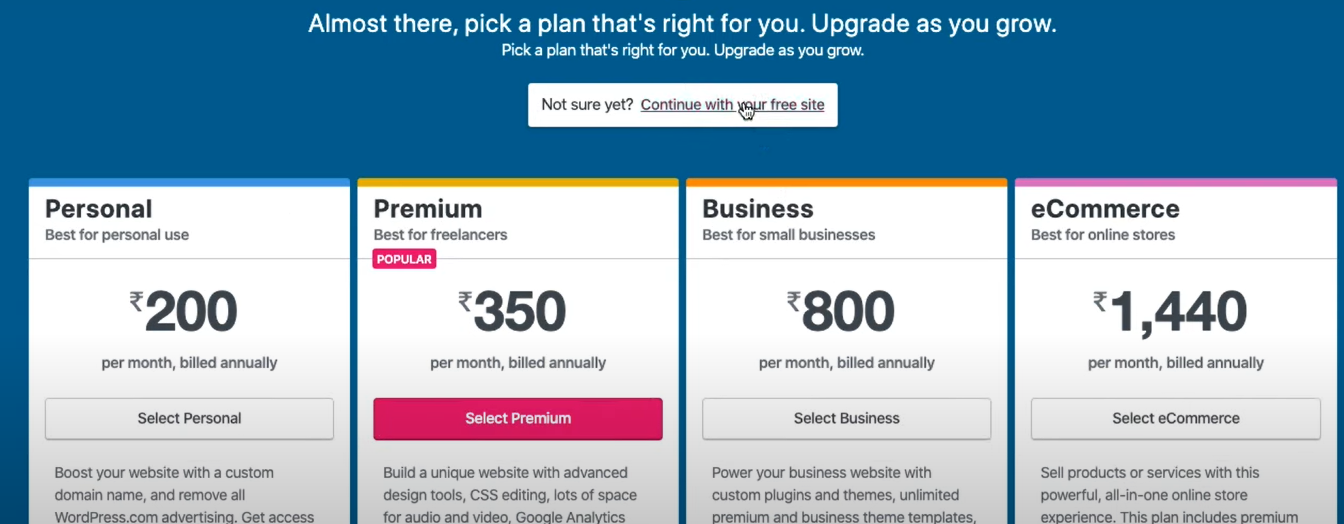 Almost there, pick a plan that's right for you. Upgrade as you grow.
Pick a plan that's right for you. Upgrade as you grow.
Not sure yet? Continue with your free site
Personal
Best for personal use
₹200
per month, billed annually
Select Personal
Boost your website with a custom
domain name, and remove all
WordPress.com advertising. Get access
Premium
Best for freelancers
POPULAR
₹350
per month, billed annually
Select Premium
Build a unique website with advanced
design tools, CSS editing, lots of space
for audio and video, Google Analytics
Business
Best for small businesses
₹800
per month, billed annually
Select Business
Power your business website with
custom plugins and themes, unlimited
premium and business theme templates,
eCommerce
Best for online stores
₹1,440
per month, billed annually
Select eCommerce
Sell products or services with this
powerful, all-in-one online store
experience. This plan includes premium